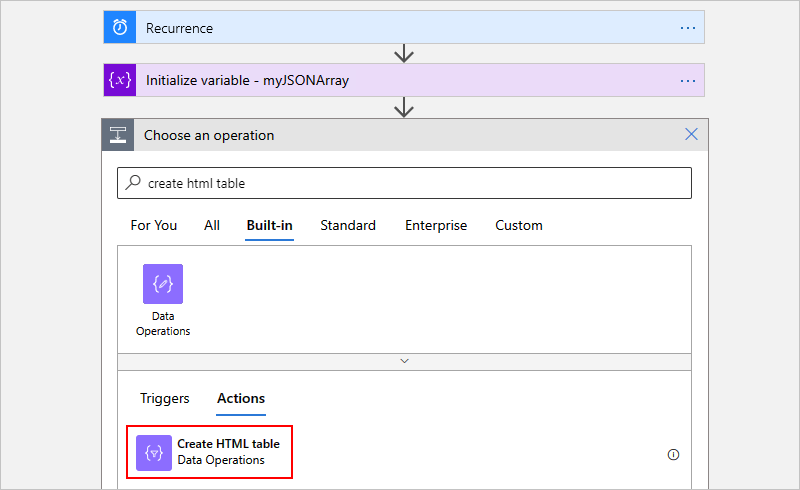 Recurrence
{x} Initialize variable - myJSONArray
Choose an operation
create html table
For You All Built-in Standard Enterprise Custom
Data
Operations
Triggers Actions
Create HTML table
Data Operations